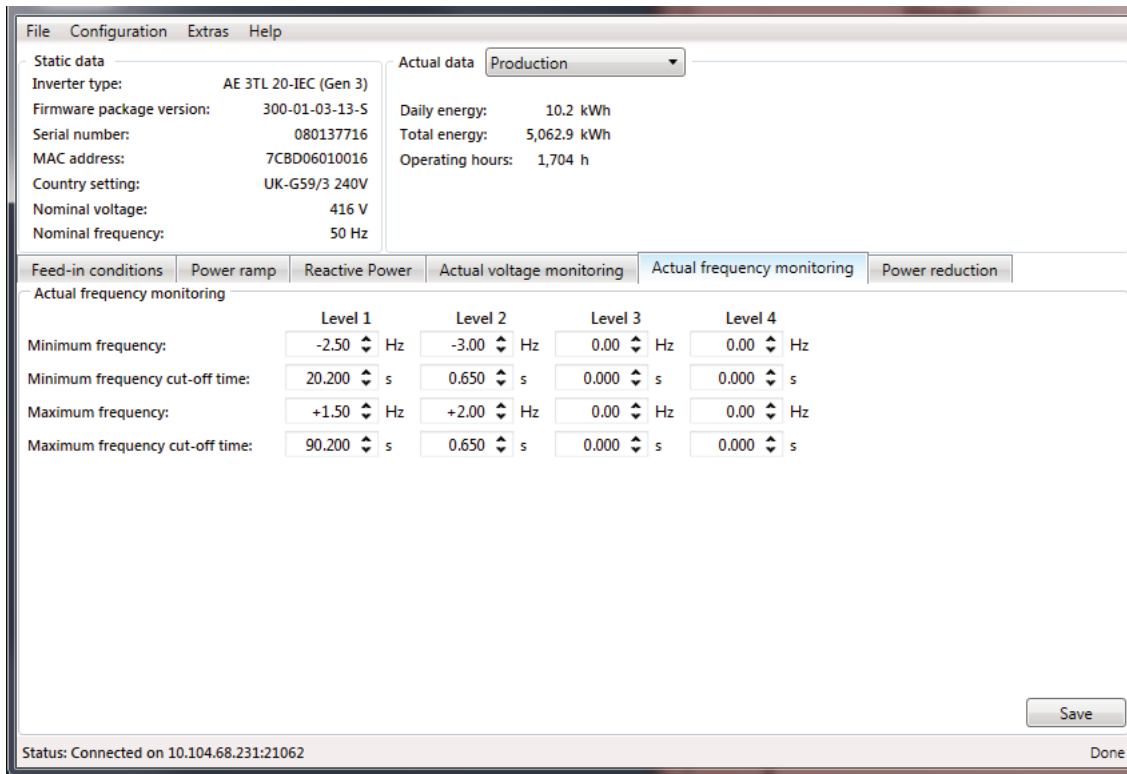 File Configuration Extras Help
Static data
Inverter type: AE 3TL 20-IEC (Gen 3)
Firmware package version: 300-01-03-13-S
Serial number: 080137716
MAC address: 7CBD06010016
Country setting: UK-G59/3 240V
Nominal voltage: 416 V
Nominal frequency: 50 Hz
Actual data Production
Daily energy: 10.2 kWh
Total energy: 5,062.9 kWh
Operating hours: 1,704 h
Feed-in conditions Power ramp Reactive Power Actual voltage monitoring Actual frequency monitoring Power reduction
Actual frequency monitoring
Level 1 Level 2 Level 3 Level 4
Minimum frequency: -2.50 Hz -3.00 Hz 0.00 Hz 0.00 Hz
Minimum frequency cut-off time: 20.200 s 0.650 s 0.000 s 0.000 s
Maximum frequency: +1.50 Hz +2.00 Hz 0.00 Hz 0.00 Hz
Maximum frequency cut-off time: 90.200 s 0.650 s 0.000 s 0.000 s
Save
Status: Connected on 10.104.68.231:21062 Done